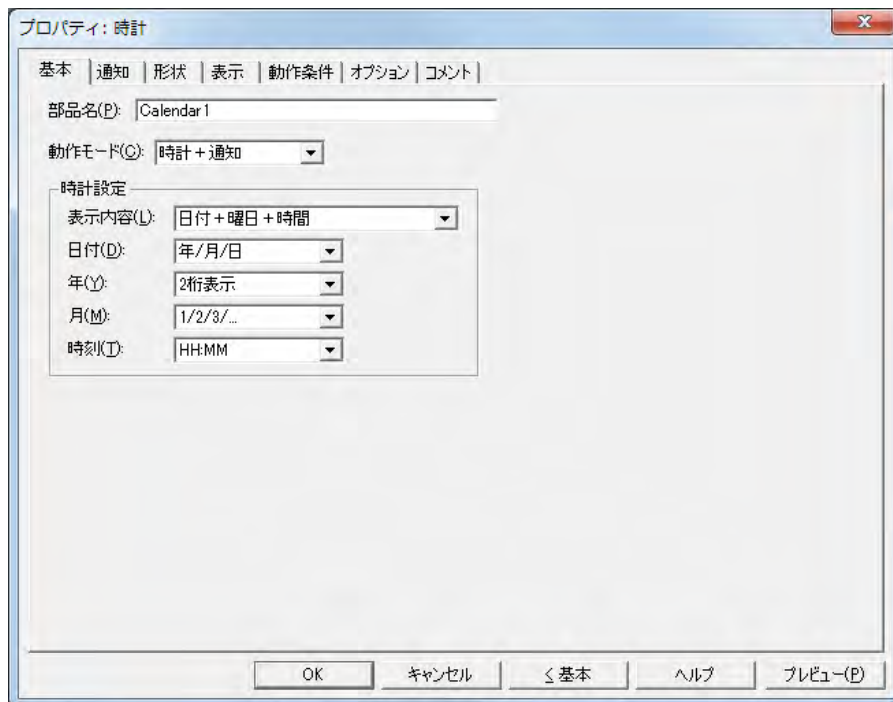 プロパティ: 時計
基本 通知 形状 表示 動作条件 オプション コメント
部品名(P): Calendar1
動作モード(C): 時計+通知
時計設定
表示内容(L): 日付+曜日+時間
日付(D): 年/月/日
年(Y): 2桁表示
月(M): 1/2/3/...
時刻(T): HH:MM
OK キャンセル <基本 ヘルプ プレビュー(P)